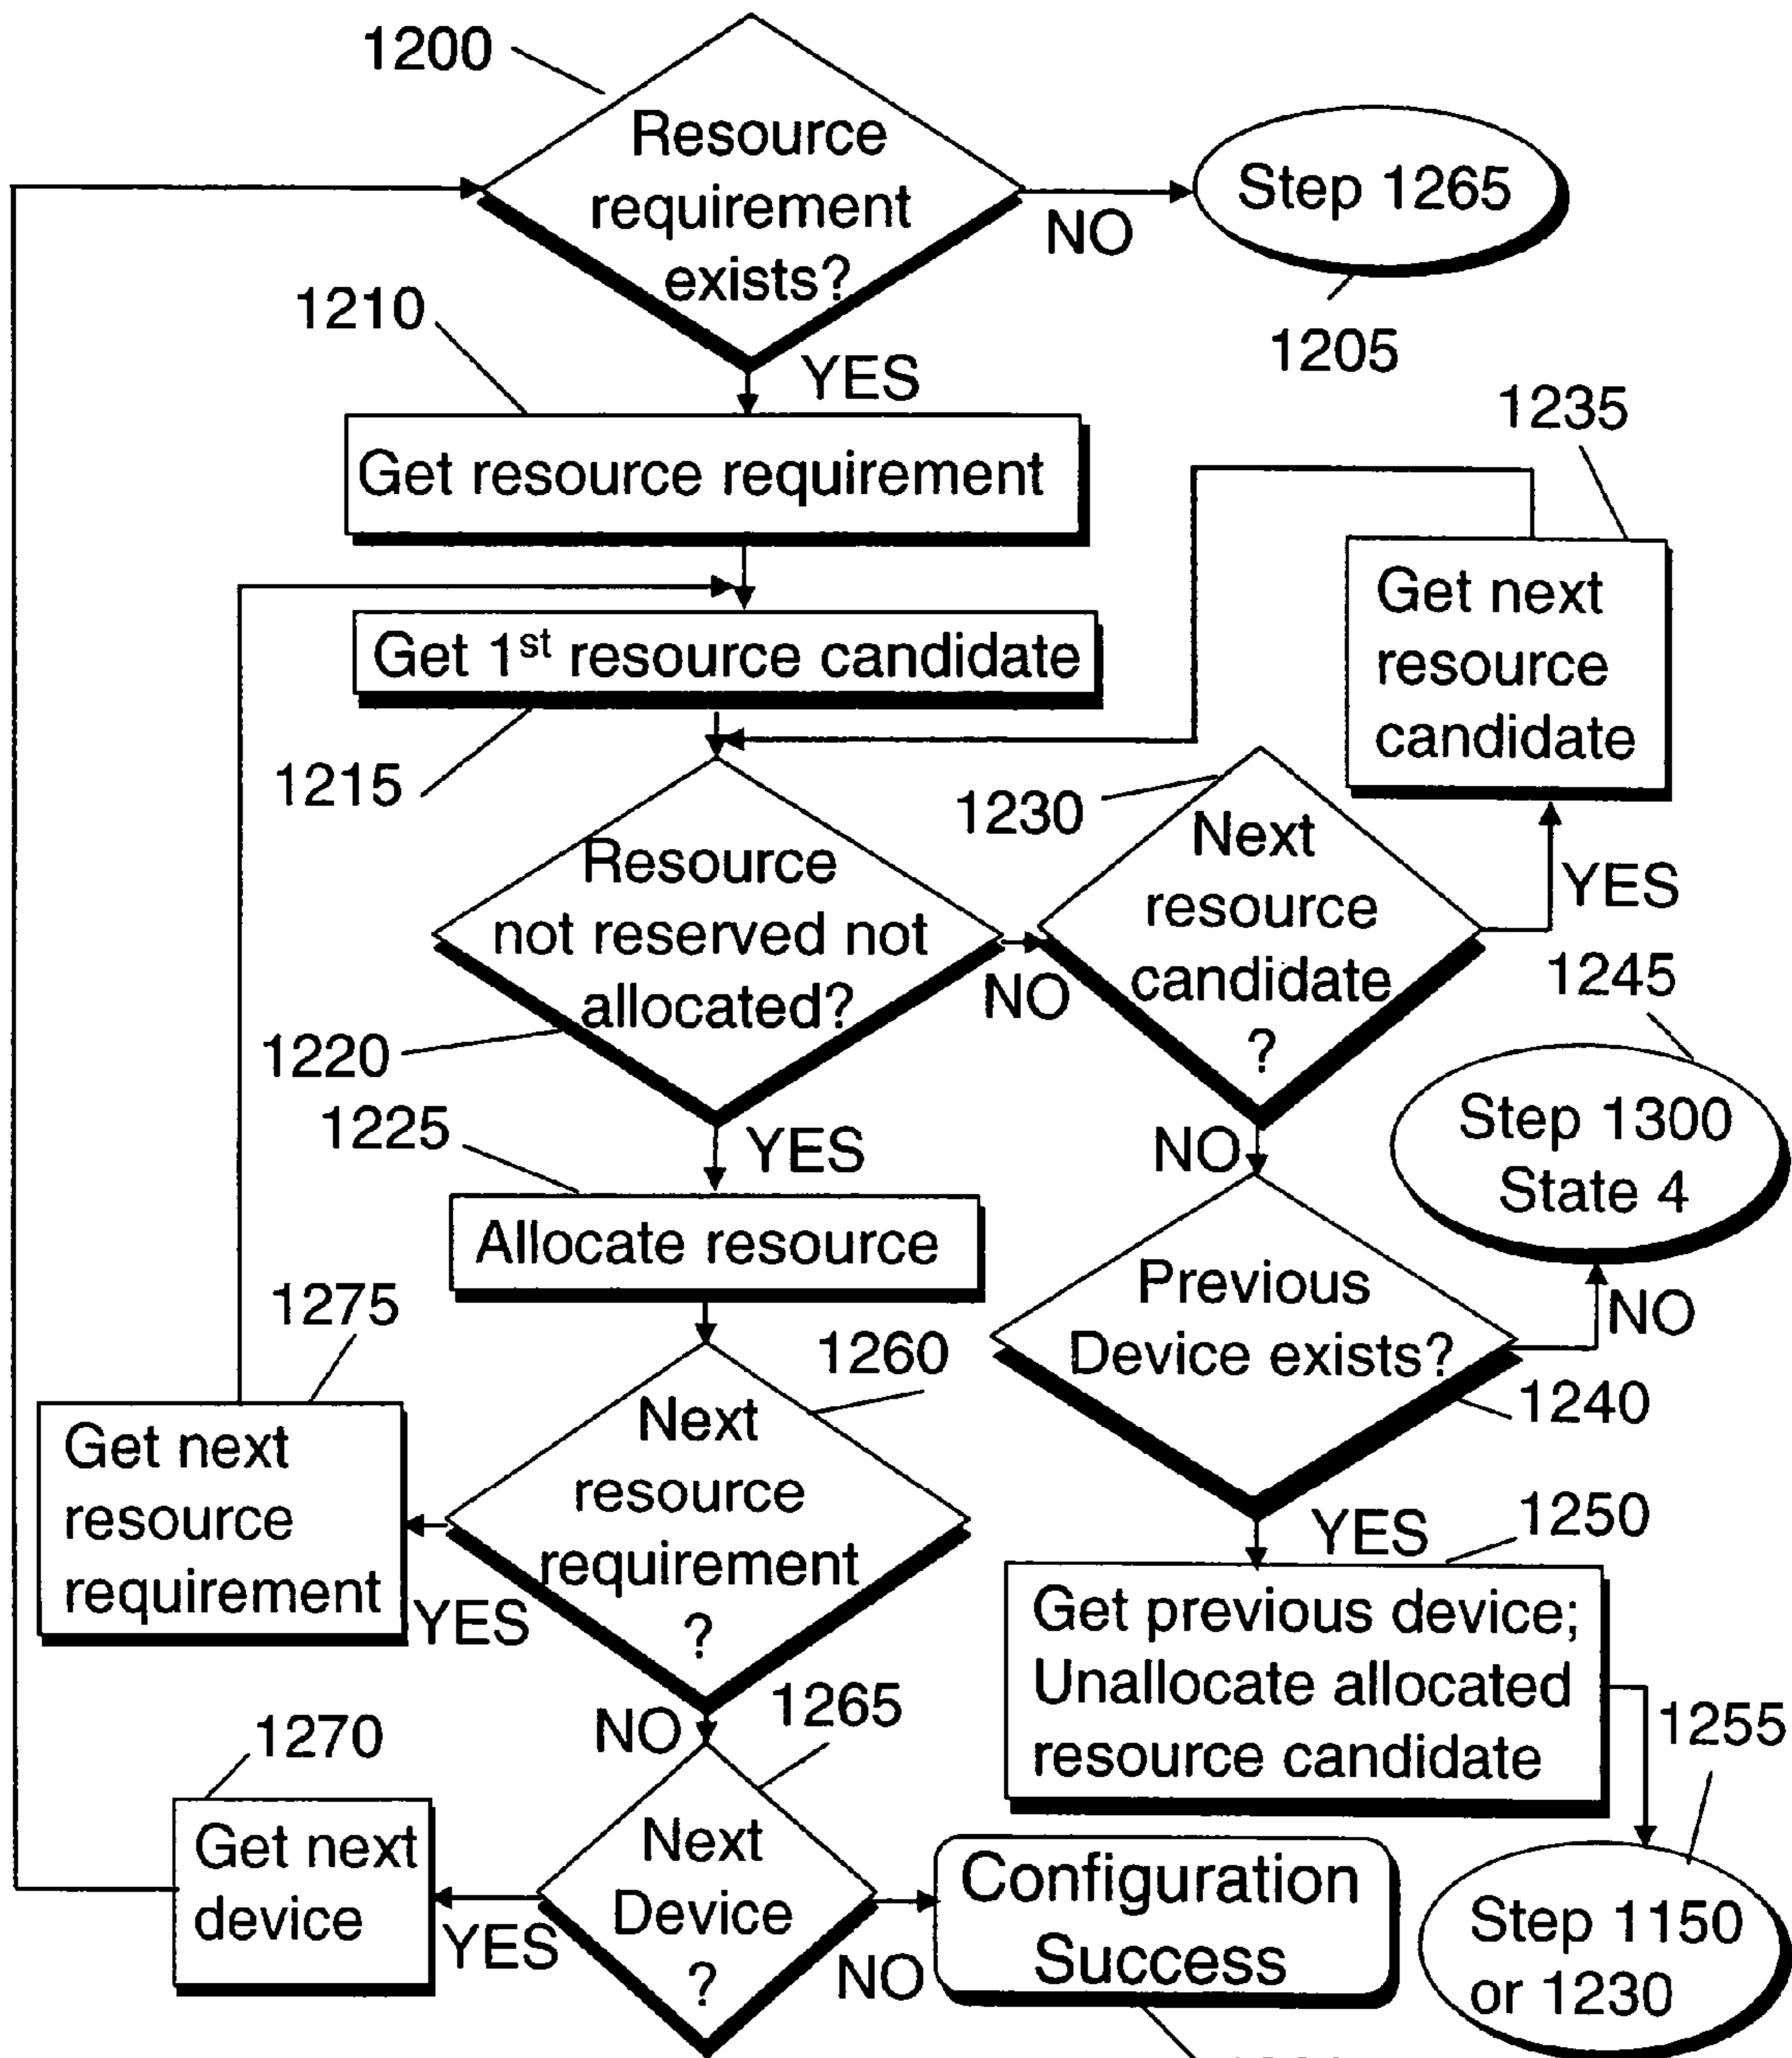 1200
Resource
requirement
exists?
NO
Step 1265
1205
1210
YES
Get resource requirement
1235
Get next
resource
candidate
Get 1st resource candidate
1215
1230
Next
resource
candidate
?
YES
Resource
not reserved not
allocated?
NO
1220
1245
Step 1300
State 4
1225
YES
NO
Allocate resource
Previous
Device exists?
NO
1240
1275
1260
Get next
resource
requirement
Next
resource
requirement
?
YES
YES
1250
Get previous device;
Unallocate allocated
resource candidate
1255
NO
1265
1270
Get next
device
Next
Device
?
YES
NO
Configuration
Success
Step 1150
or 1230